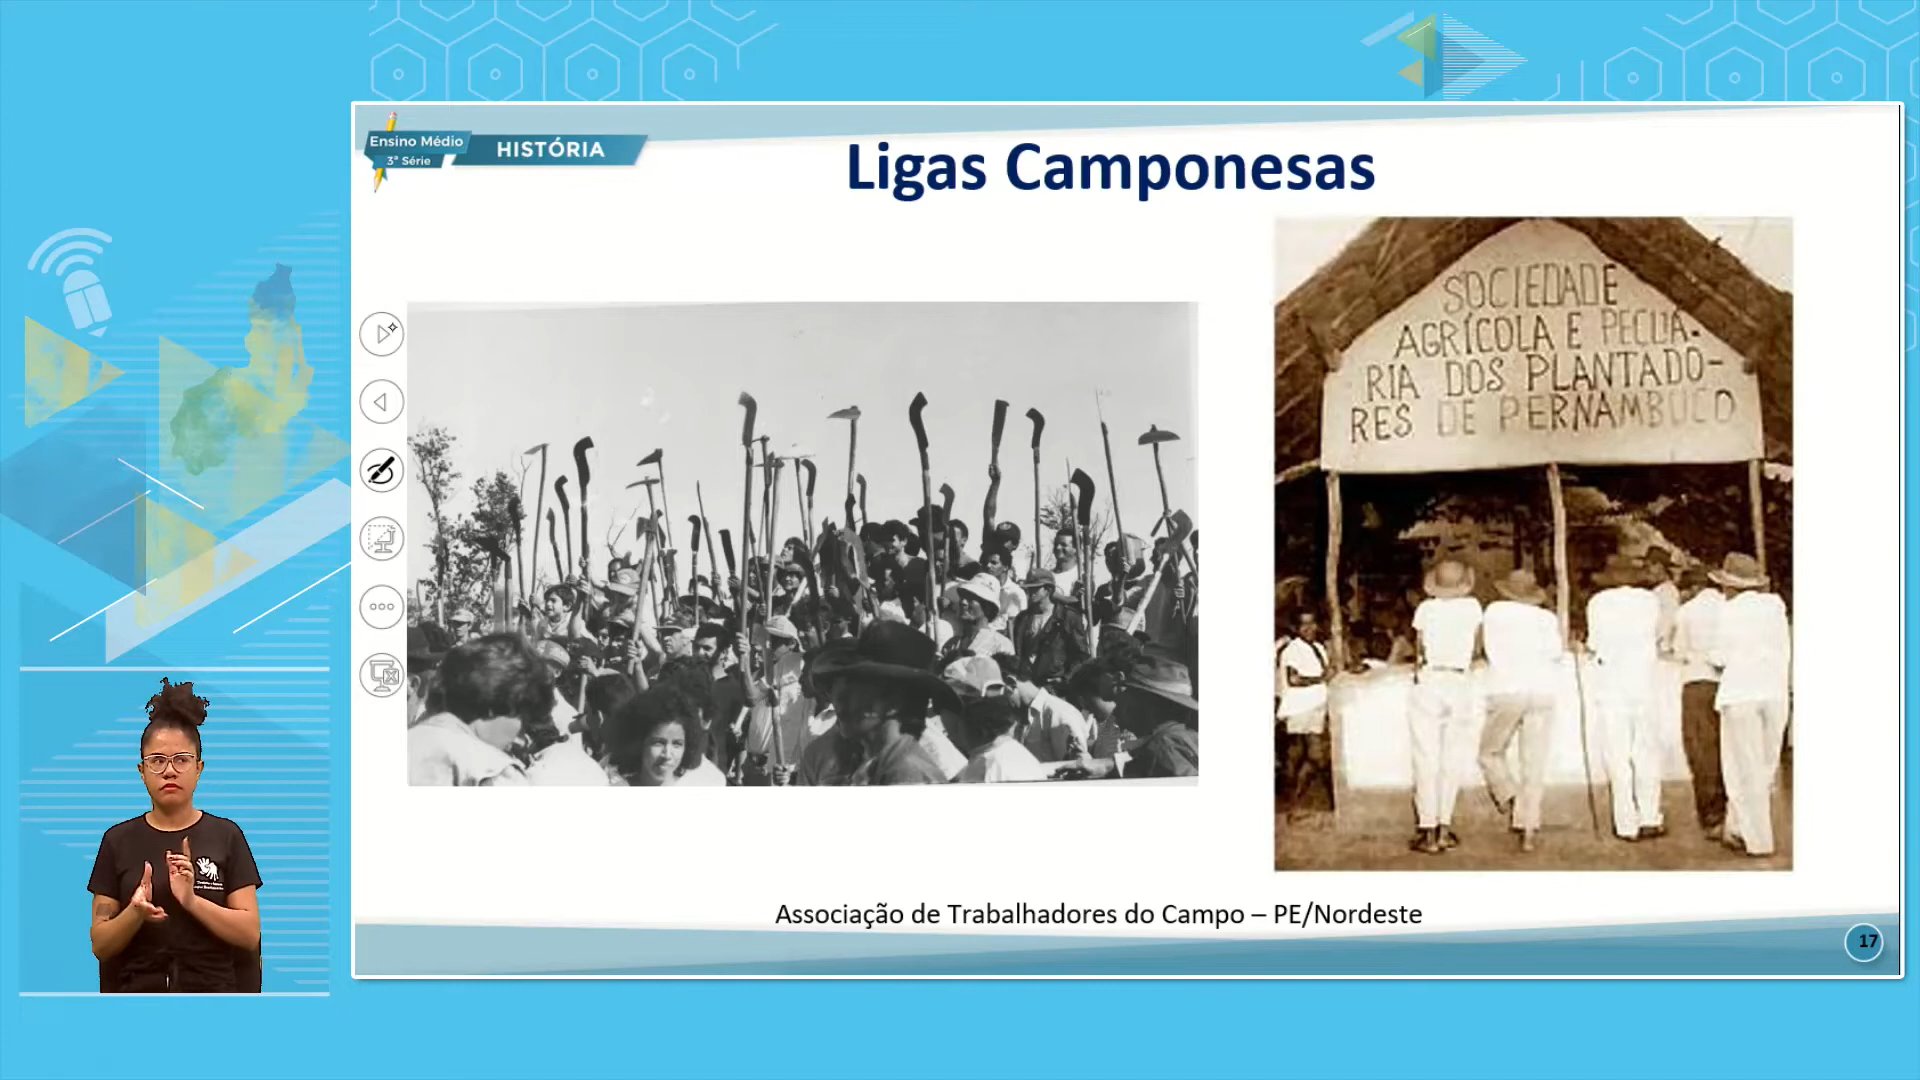 Ensino Médio
3ª Série
HISTÓRIA
Ligas Camponesas
SOCIEDADE
AGRÍCOLA E PECUÁ-
RIA DOS PLANTADO-
RES DE PERNAMBUCO
Associação de Trabalhadores do Campo – PE/Nordeste
17